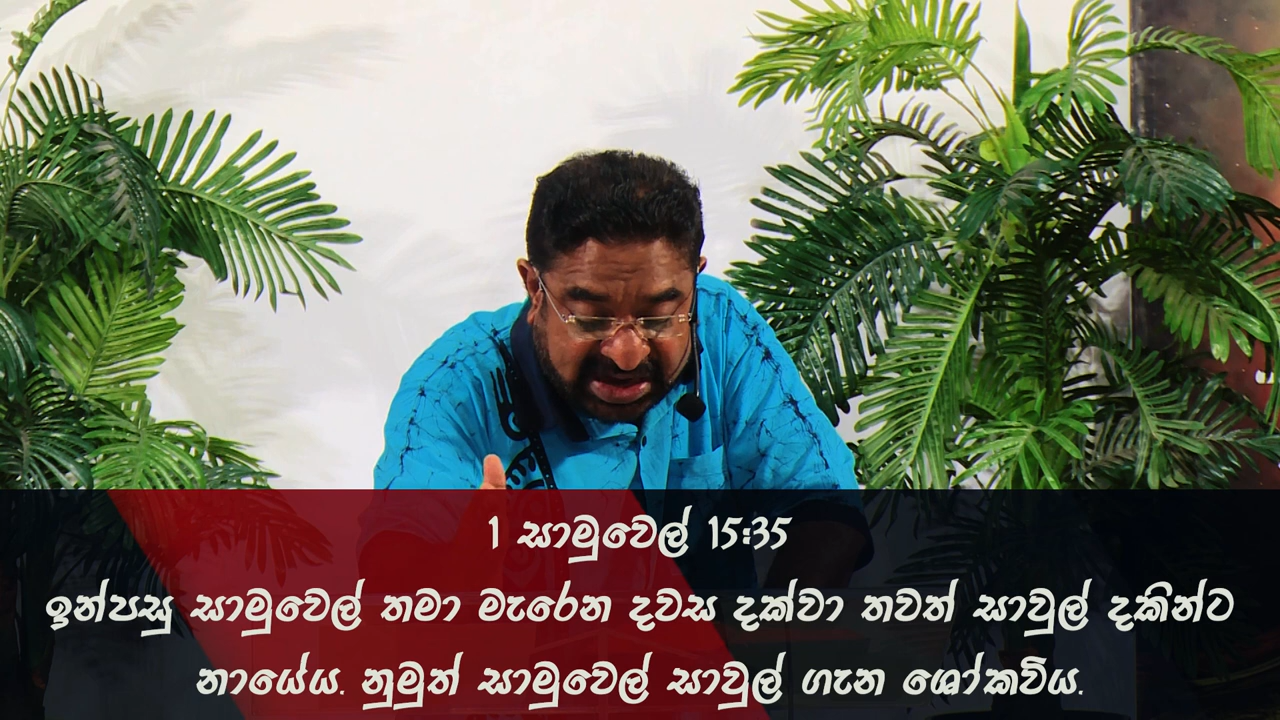 1 සාමුවෙල් 15:35
ඉන්පසු සාමුවෙල් තමා මැරෙන දවස දක්වා තවත් සාවුල් දකින්ට
නායේය. නුමුත් සාමුවෙල් සාවුල් ගැන ශෝකවිය.